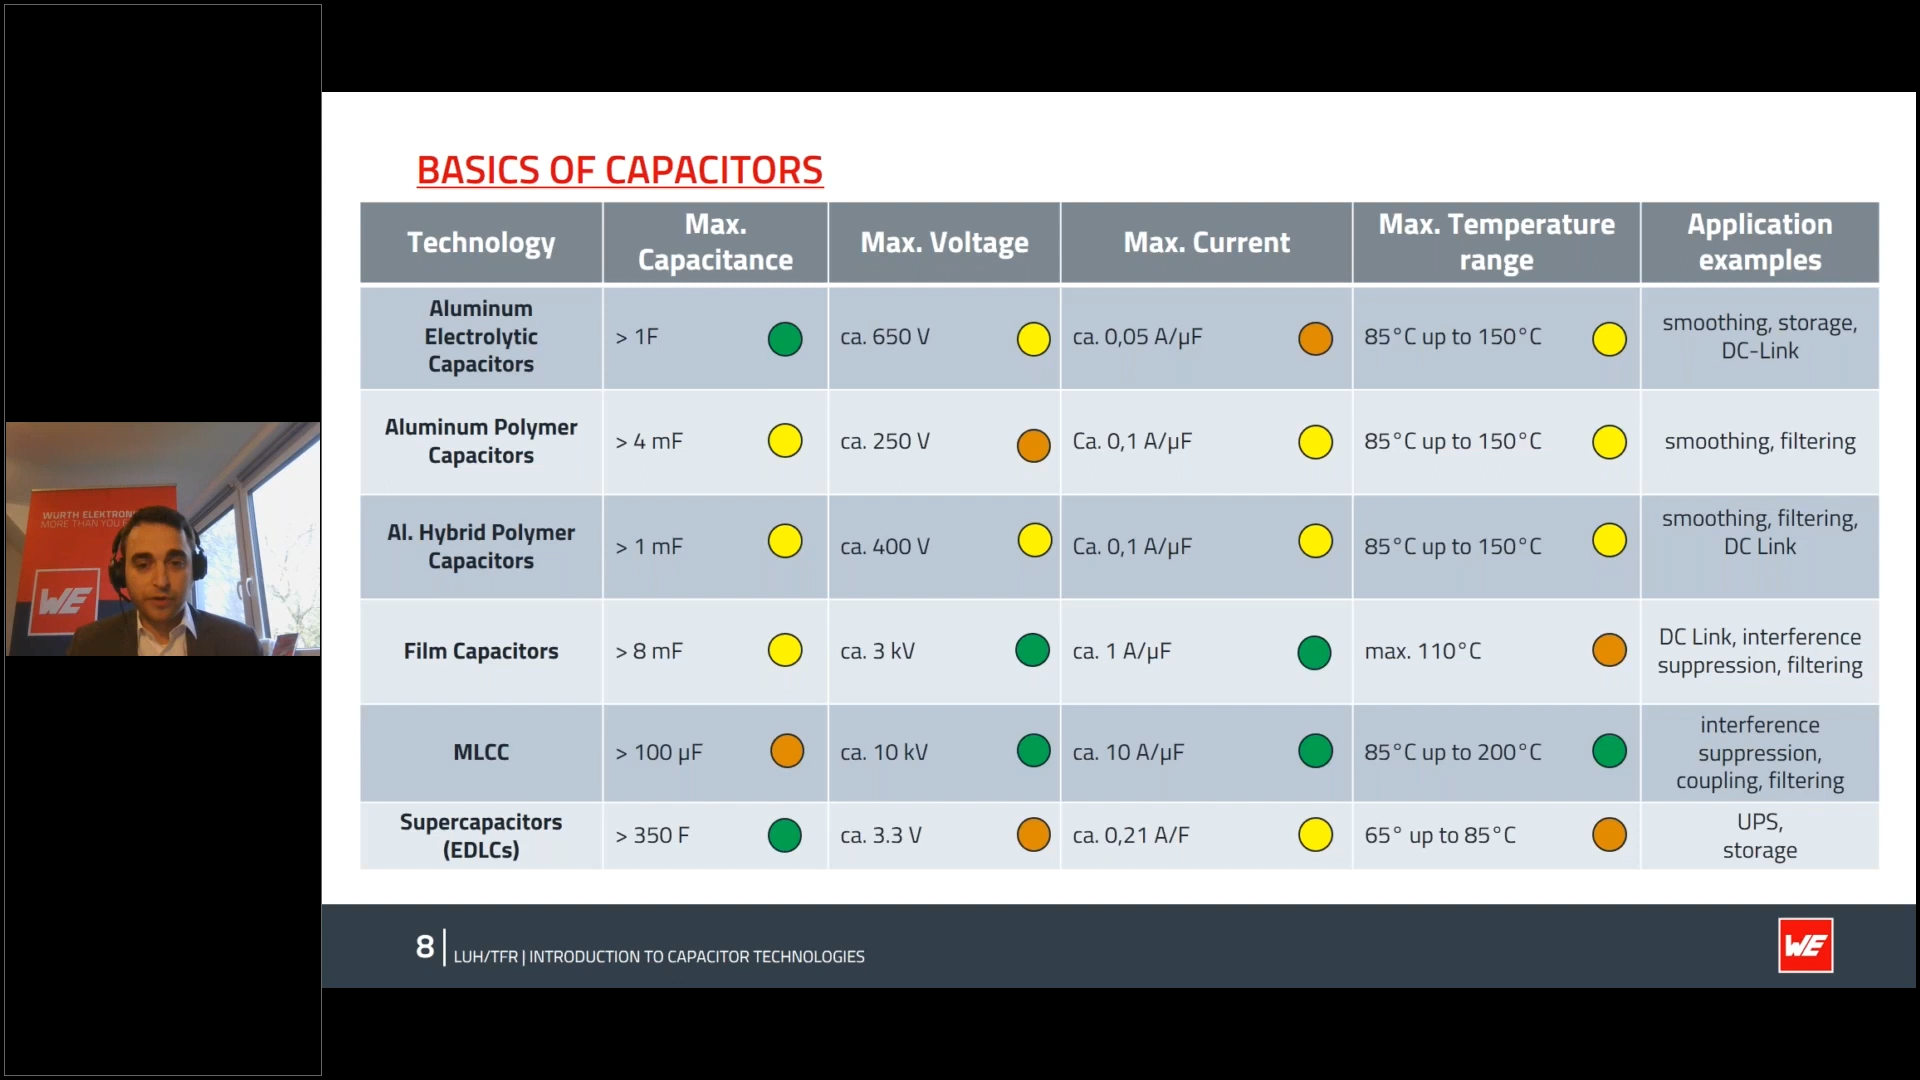 BASICS OF CAPACITORS
Technology
Max.
Capacitance
Max. Voltage
Max. Current
Max. Temperature
range
Application
examples
Aluminum
Electrolytic
Capacitors
> 1F
ca. 650 V
ca. 0,05 A/µF
85°C up to 150°C
smoothing, storage,
DC-Link
Aluminum Polymer
Capacitors
> 4 mF
ca. 250 V
Ca. 0,1 A/µF
85°C up to 150°C
smoothing, filtering
Al. Hybrid Polymer
Capacitors
> 1 mF
ca. 400 V
Ca. 0,1 A/µF
85°C up to 150°C
smoothing, filtering,
DC Link
Film Capacitors
> 8 mF
ca. 3 kV
ca. 1 A/µF
max. 110°C
DC Link, interference
suppression, filtering
MLCC
> 100 µF
ca. 10 kV
ca. 10 A/µF
85°C up to 200°C
interference
suppression,
coupling, filtering
Supercapacitors
(EDLCs)
> 350 F
ca. 3.3 V
ca. 0,21 A/F
65° up to 85°C
UPS,
storage
8
LUH/TFR | INTRODUCTION TO CAPACITOR TECHNOLOGIES
WE
WURTH ELEKTRON
MORE THAN YOU
WE